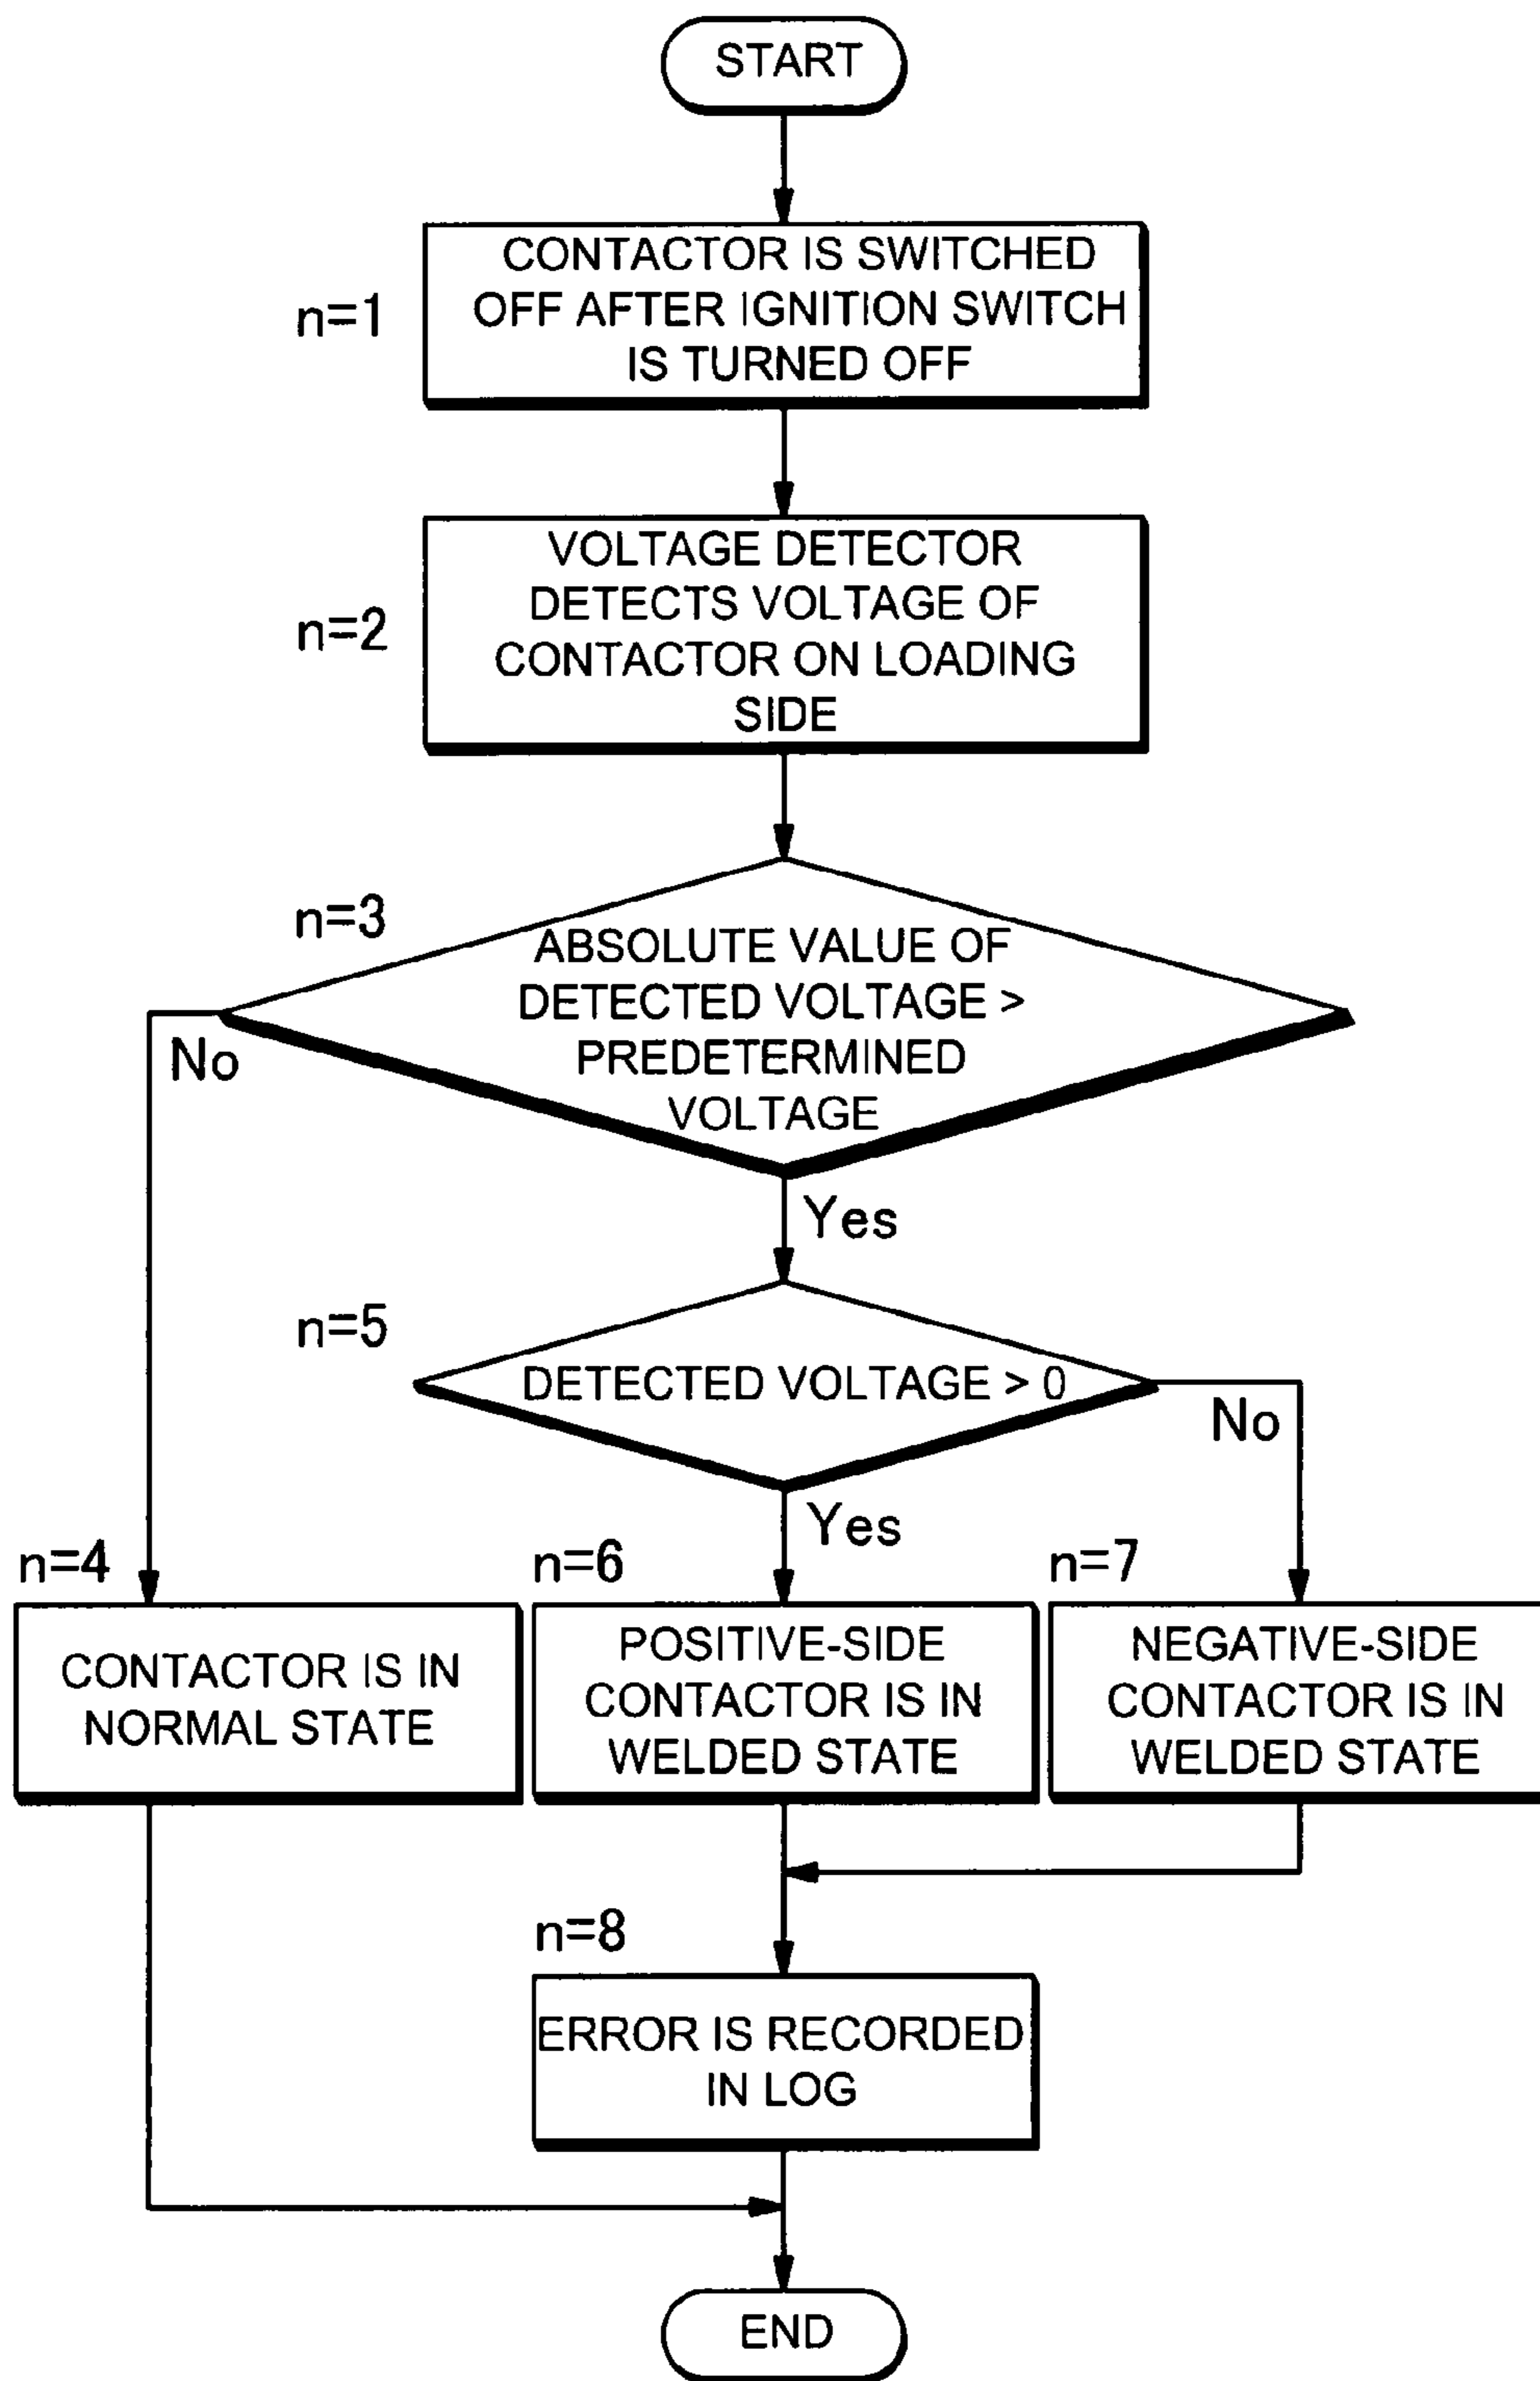 START
n=1
CONTACTOR IS SWITCHED
OFF AFTER IGNITION SWITCH
IS TURNED OFF
n=2
VOLTAGE DETECTOR
DETECTS VOLTAGE OF
CONTACTOR ON LOADING
SIDE
n=3
ABSOLUTE VALUE OF
DETECTED VOLTAGE >
PREDETERMINED
VOLTAGE
No
Yes
n=5
DETECTED VOLTAGE > 0
No
Yes
n=4
CONTACTOR IS IN
NORMAL STATE
n=6
POSITIVE-SIDE
CONTACTOR IS IN
WELDED STATE
n=7
NEGATIVE-SIDE
CONTACTOR IS IN
WELDED STATE
n=8
ERROR IS RECORDED
IN LOG
END